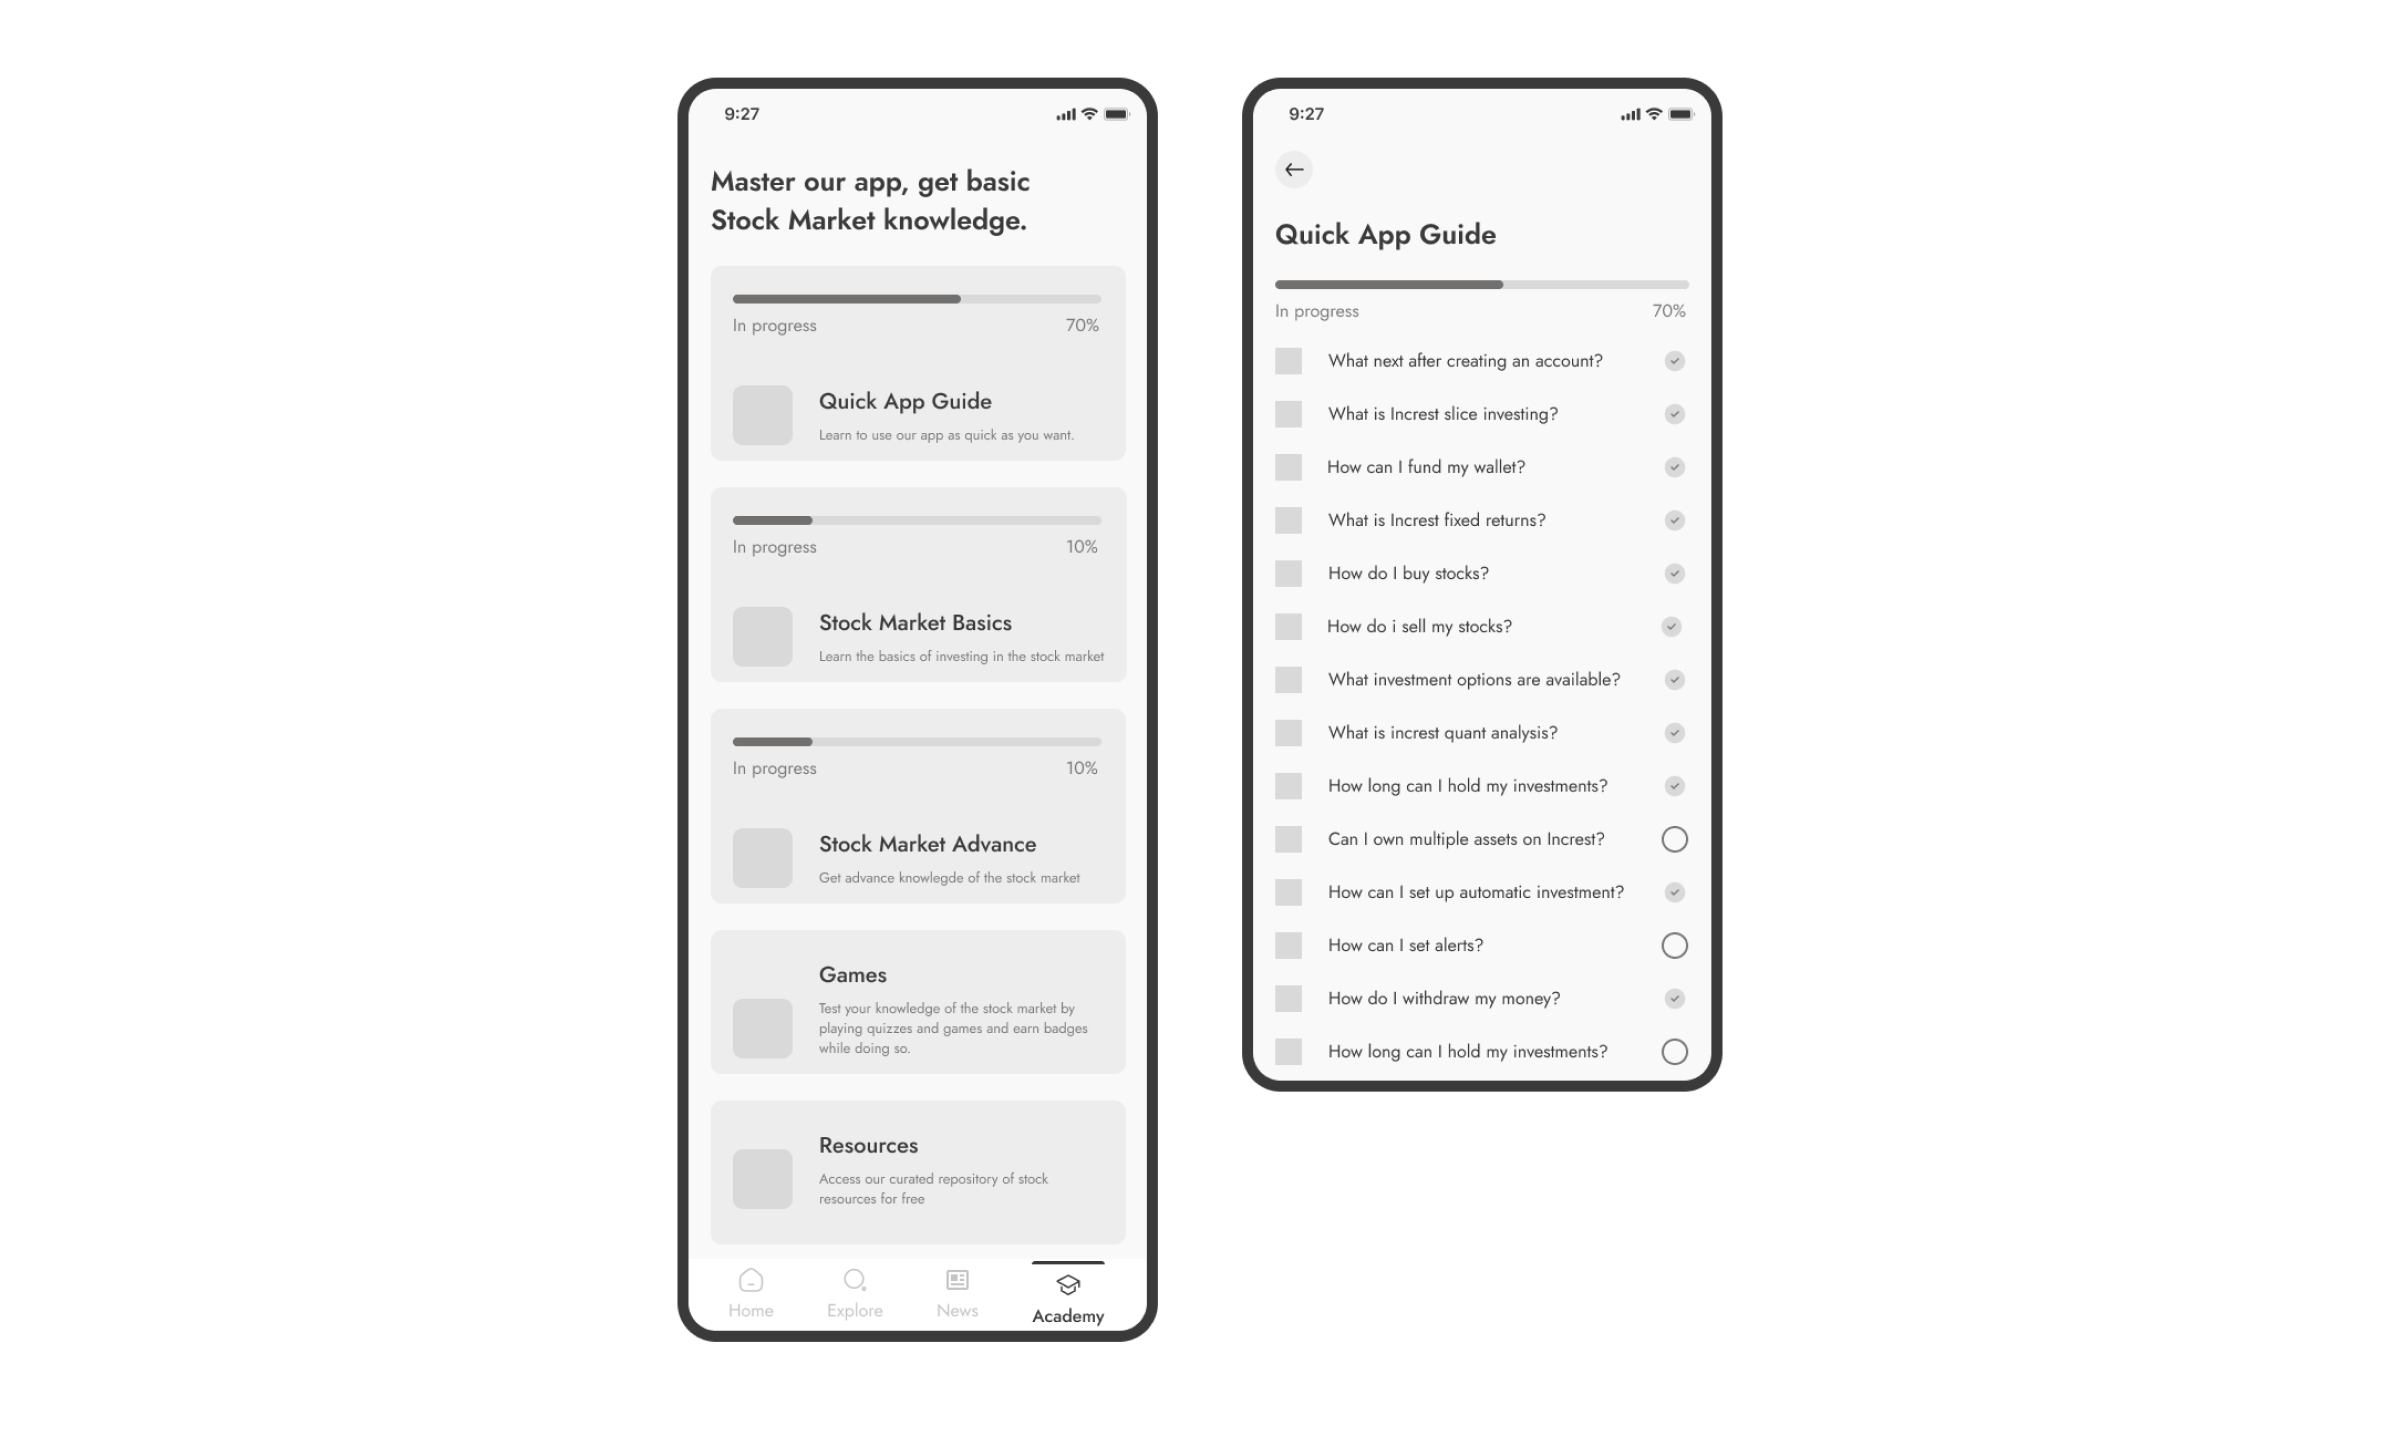 9:27
Master our app, get basic
Stock Market knowledge.
In progress 70%
Quick App Guide
Learn to use our app as quick as you want.
In progress 10%
Stock Market Basics
Learn the basics of investing in the stock market
In progress 10%
Stock Market Advance
Get advance knowlegde of the stock market
Games
Test your knowledge of the stock market by
playing quizzes and games and earn badges
while doing so.
Resources
Access our curated repository of stock
resources for free
Home Explore News Academy
9:27
Quick App Guide
In progress 70%
What next after creating an account?
What is Increst slice investing?
How can I fund my wallet?
What is Increst fixed returns?
How do I buy stocks?
How do i sell my stocks?
What investment options are available?
What is increst quant analysis?
How long can I hold my investments?
Can I own multiple assets on Increst?
How can I set up automatic investment?
How can I set alerts?
How do I withdraw my money?
How long can I hold my investments?